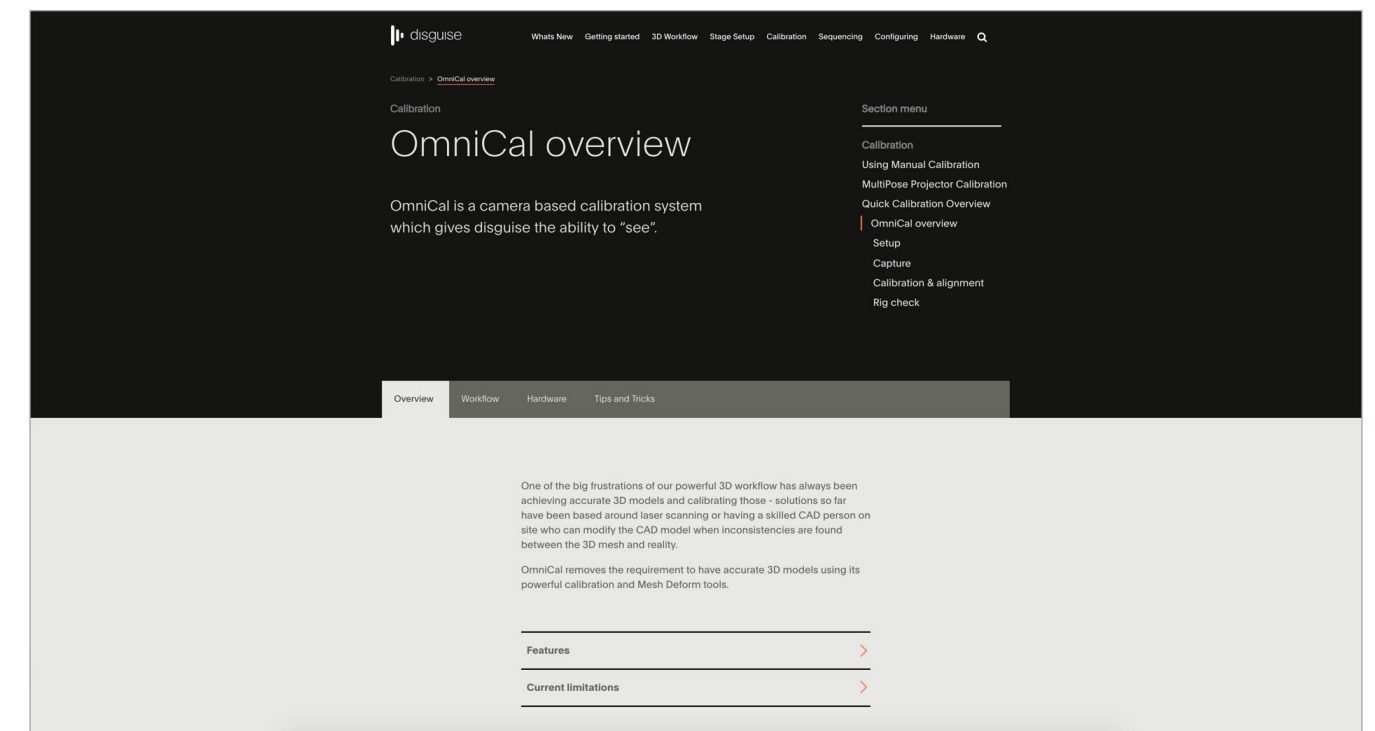 disguise
Whats New Getting started 3D Workflow Stage Setup Calibration Sequencing Configuring Hardware
Calibration > OmniCal overview
Calibration
OmniCal overview
OmniCal is a camera based calibration system
which gives disguise the ability to “see”.
Section menu
Calibration
Using Manual Calibration
MultiPose Projector Calibration
Quick Calibration Overview
OmniCal overview
Setup
Capture
Calibration & alignment
Rig check
Overview Workflow Hardware Tips and Tricks
One of the big frustrations of our powerful 3D workflow has always been
achieving accurate 3D models and calibrating those - solutions so far
have been based around laser scanning or having a skilled CAD person on
site who can modify the CAD model when inconsistencies are found
between the 3D mesh and reality.
OmniCal removes the requirement to have accurate 3D models using its
powerful calibration and Mesh Deform tools.
Features
Current limitations